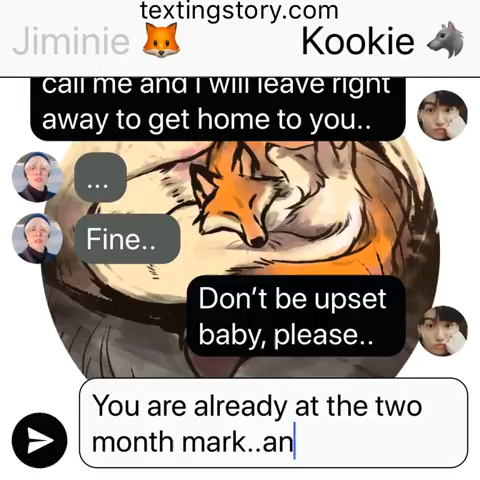 textingstory.com
Jiminie 🦊 Kookie 🐺
call me and I will leave right
away to get home to you..
...
Fine..
Don't be upset
baby, please..
You are already at the two
month mark..an